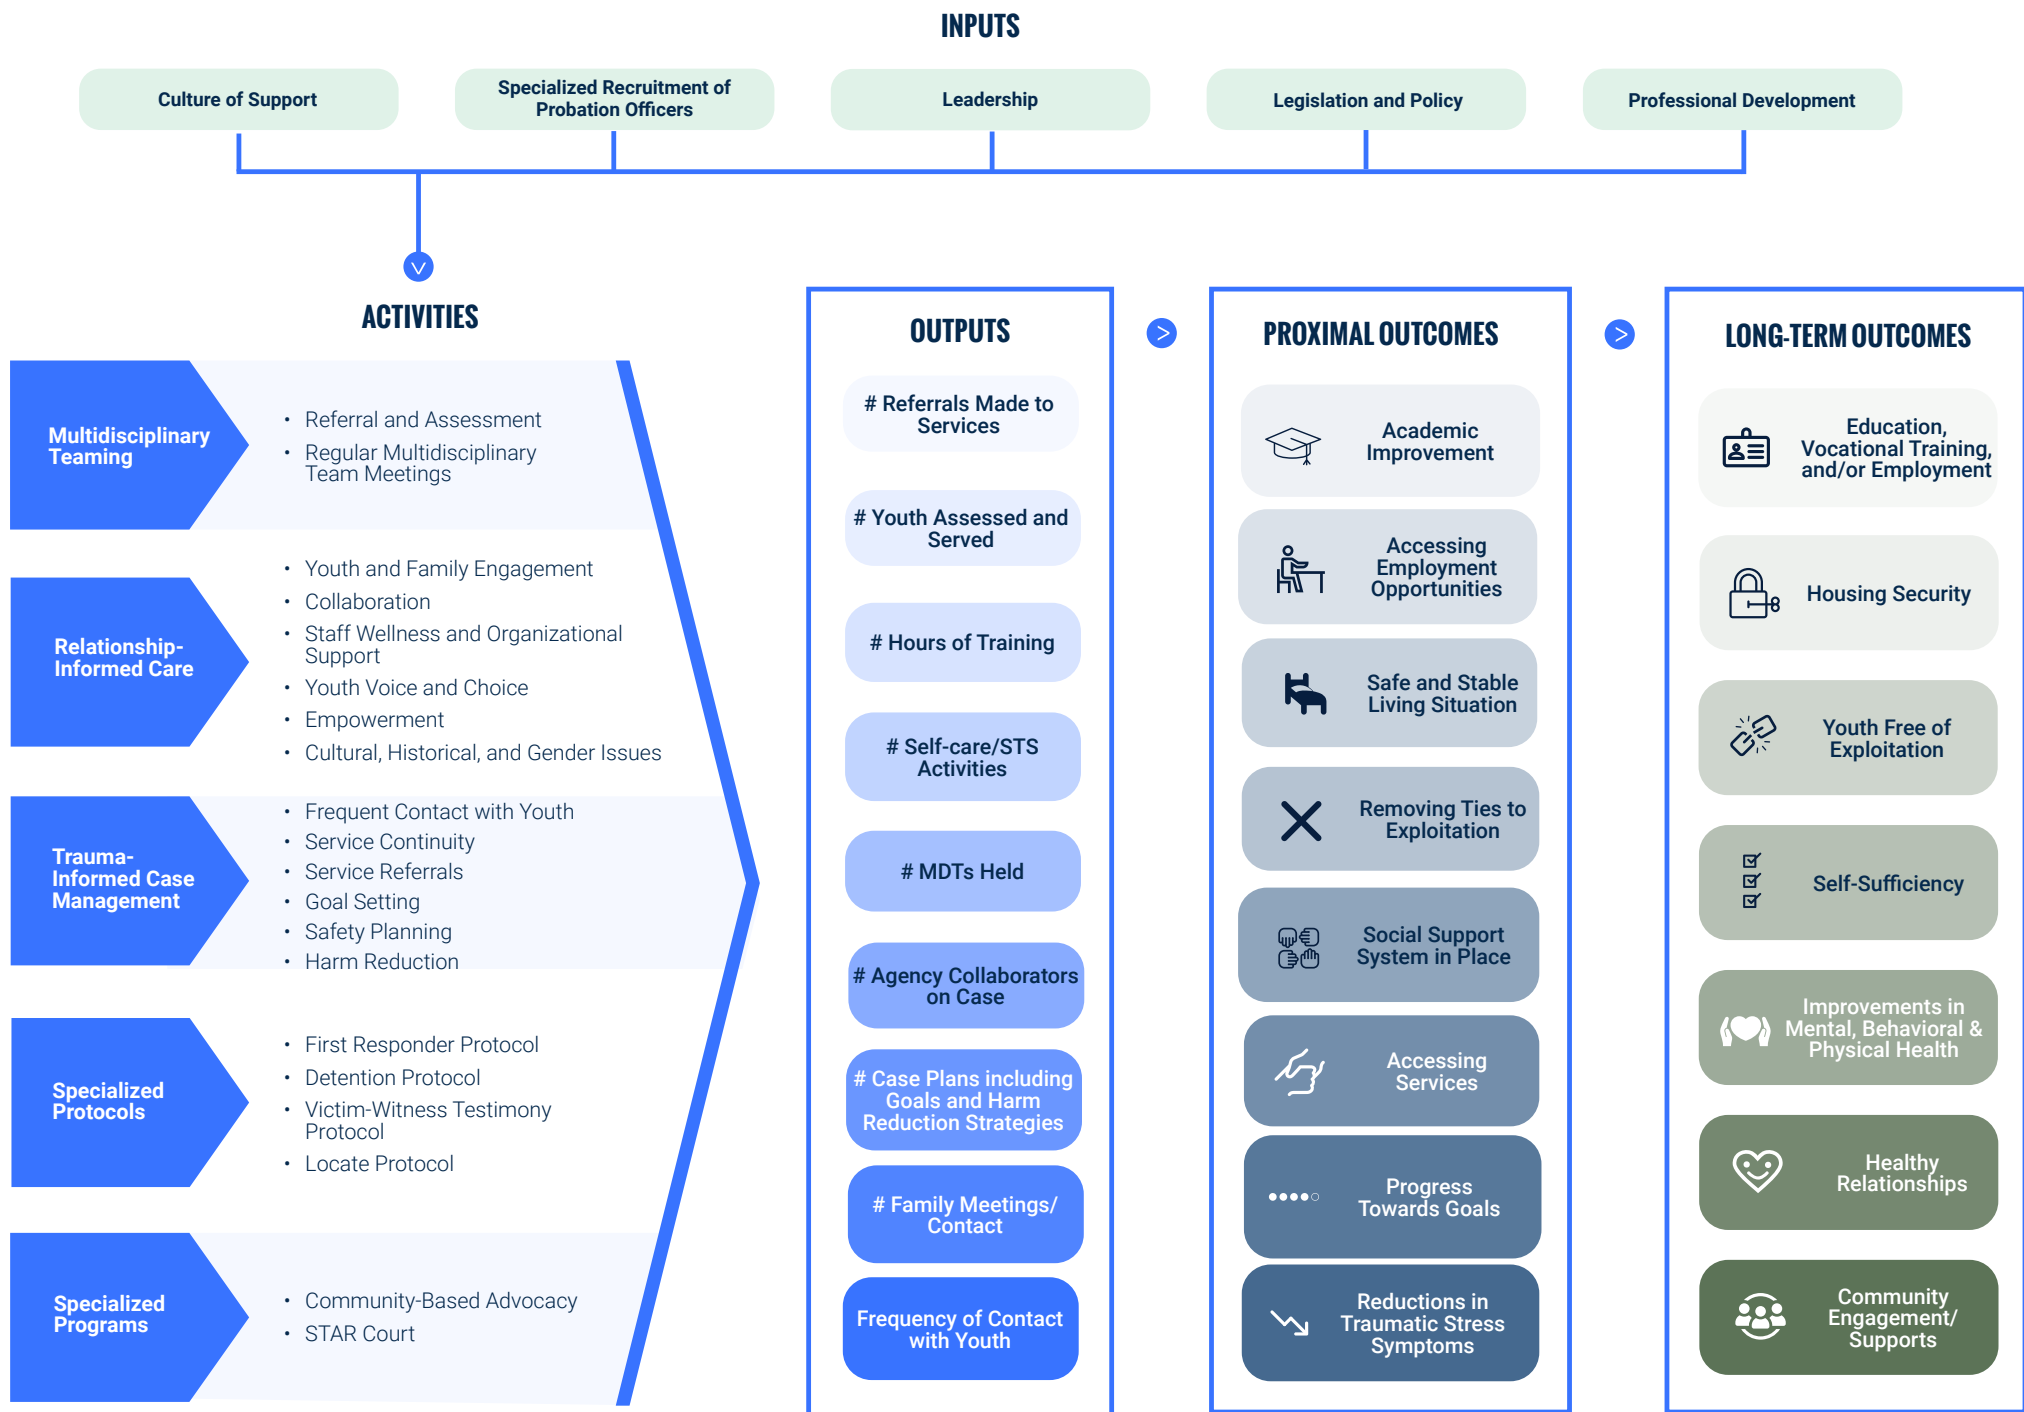 INPUTS
Culture of Support
Specialized Recruitment of
Probation Officers
Leadership
Legislation and Policy
Professional Development
ACTIVITIES
Multidisciplinary
Teaming
• Referral and Assessment
• Regular Multidisciplinary
Team Meetings
Relationship-
Informed Care
• Youth and Family Engagement
• Collaboration
• Staff Wellness and Organizational
Support
• Youth Voice and Choice
• Empowerment
• Cultural, Historical, and Gender Issues
Trauma-
Informed Case
Management
• Frequent Contact with Youth
• Service Continuity
• Service Referrals
• Goal Setting
• Safety Planning
• Harm Reduction
Specialized
Protocols
• First Responder Protocol
• Detention Protocol
• Victim-Witness Testimony
Protocol
• Locate Protocol
Specialized
Programs
• Community-Based Advocacy
• STAR Court
OUTPUTS
# Referrals Made to
Services
# Youth Assessed and
Served
# Hours of Training
# Self-care/STS
Activities
# MDTs Held
# Agency Collaborators
on Case
# Case Plans including
Goals and Harm
Reduction Strategies
# Family Meetings/
Contact
Frequency of Contact
with Youth
PROXIMAL OUTCOMES
Academic
Improvement
Accessing
Employment
Opportunities
Safe and Stable
Living Situation
Removing Ties to
Exploitation
Social Support
System in Place
Accessing
Services
Progress
Towards Goals
Reductions in
Traumatic Stress
Symptoms
LONG-TERM OUTCOMES
Education,
Vocational Training,
and/or Employment
Housing Security
Youth Free of
Exploitation
Self-Sufficiency
Improvements in
Mental, Behavioral &
Physical Health
Healthy
Relationships
Community
Engagement/
Supports